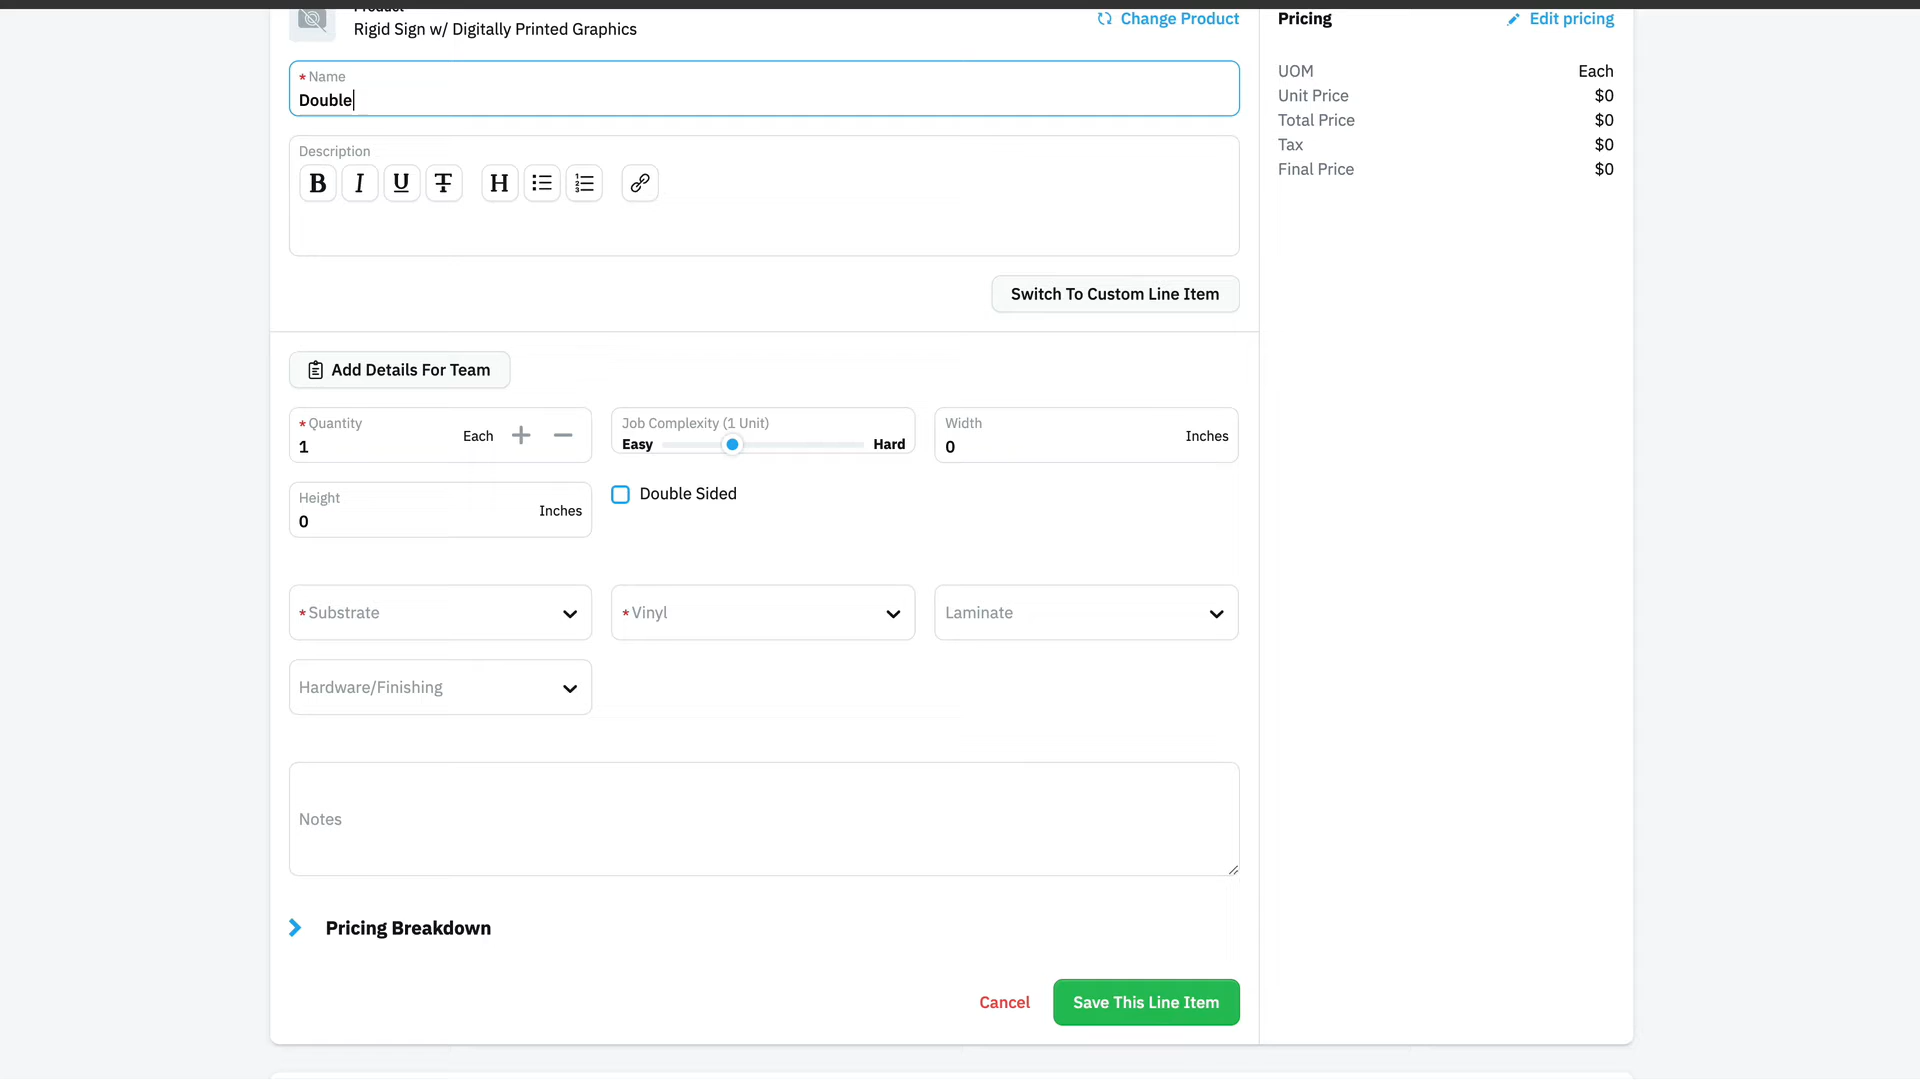 Product
Rigid Sign w/ Digitally Printed Graphics
Change Product
* Name
Double
Description
B I U T H
Switch To Custom Line Item
Add Details For Team
* Quantity
1
Each
Job Complexity (1 Unit)
Easy
Hard
Width
0
Inches
Height
0
Inches
Double Sided
* Substrate
* Vinyl
Laminate
Hardware/Finishing
Notes
Pricing Breakdown
Cancel
Save This Line Item
Pricing
Edit pricing
UOM Each
Unit Price $0
Total Price $0
Tax $0
Final Price $0